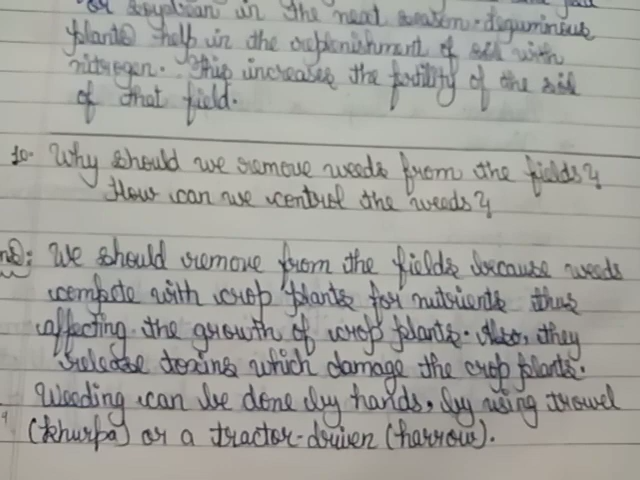 or soyabean in the next season. Leguminous
plants help in the replenishment of soil with
nitrogen. This increases the fertility of the soil
of that field.
10. Why should we remove weeds from the fields?
How can we control the weeds?
ns: We should remove from the fields because weeds
compete with crop plants for nutrients thus
affecting the growth of crop plants. Also, they
release toxins which damage the crop plants.
Weeding can be done by hands, by using trowel
(khurpa) or a tractor-driven (harrow).